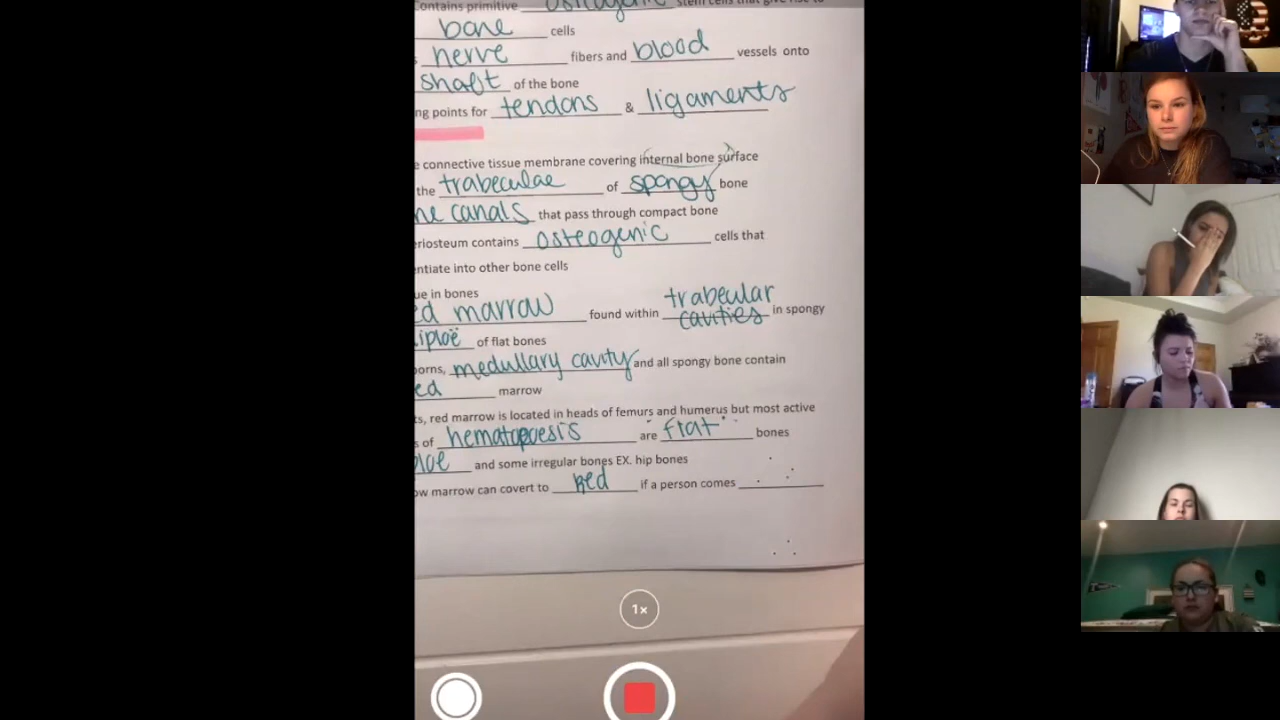 Contains primitive osteogenic stem cells that give rise to
bone cells
nerve fibers and blood vessels onto
shaft of the bone
ng points for tendons & ligaments
e connective tissue membrane covering internal bone surface
the trabeculae of spongy bone
ne canals that pass through compact bone
eriosteum contains osteogenic cells that
entiate into other bone cells
ue in bones
ed marrow found within trabecular cavities in spongy
iploë of flat bones
orns, medullary cavity and all spongy bone contain
ed marrow
ts, red marrow is located in heads of femurs and humerus but most active
s of hematopoesis are flat bones
ploe and some irregular bones EX. hip bones
ow marrow can covert to Red if a person comes
1x